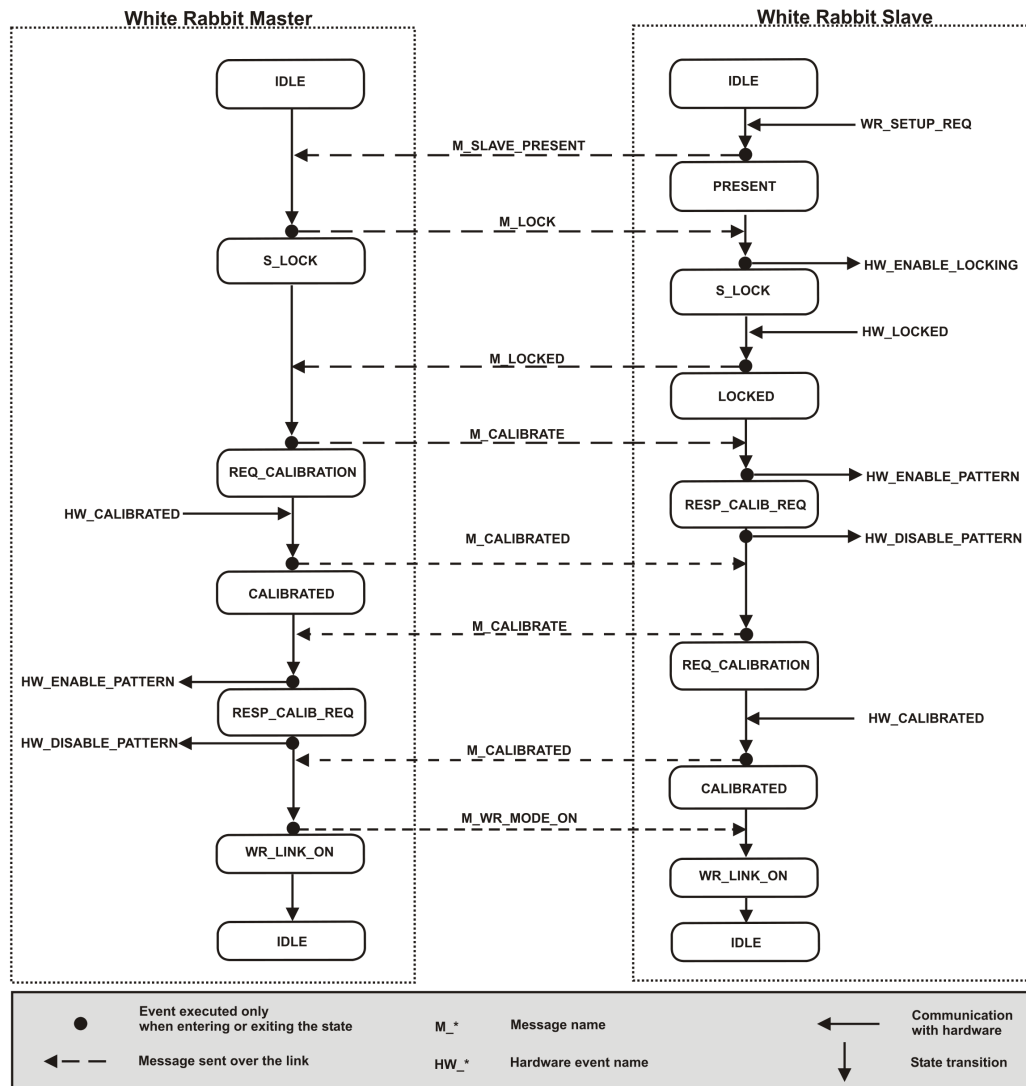 White Rabbit Master
White Rabbit Slave
IDLE
IDLE
WR_SETUP_REQ
M_SLAVE_PRESENT
PRESENT
M_LOCK
S_LOCK
HW_ENABLE_LOCKING
S_LOCK
HW_LOCKED
M_LOCKED
LOCKED
M_CALIBRATE
REQ_CALIBRATION
HW_ENABLE_PATTERN
RESP_CALIB_REQ
HW_CALIBRATED
HW_DISABLE_PATTERN
M_CALIBRATED
CALIBRATED
M_CALIBRATE
REQ_CALIBRATION
HW_ENABLE_PATTERN
RESP_CALIB_REQ
HW_CALIBRATED
HW_DISABLE_PATTERN
M_CALIBRATED
CALIBRATED
M_WR_MODE_ON
WR_LINK_ON
WR_LINK_ON
IDLE
IDLE
Event executed only
when entering or exiting the state
M_*
Message name
Communication
with hardware
Message sent over the link
HW_*
Hardware event name
State transition